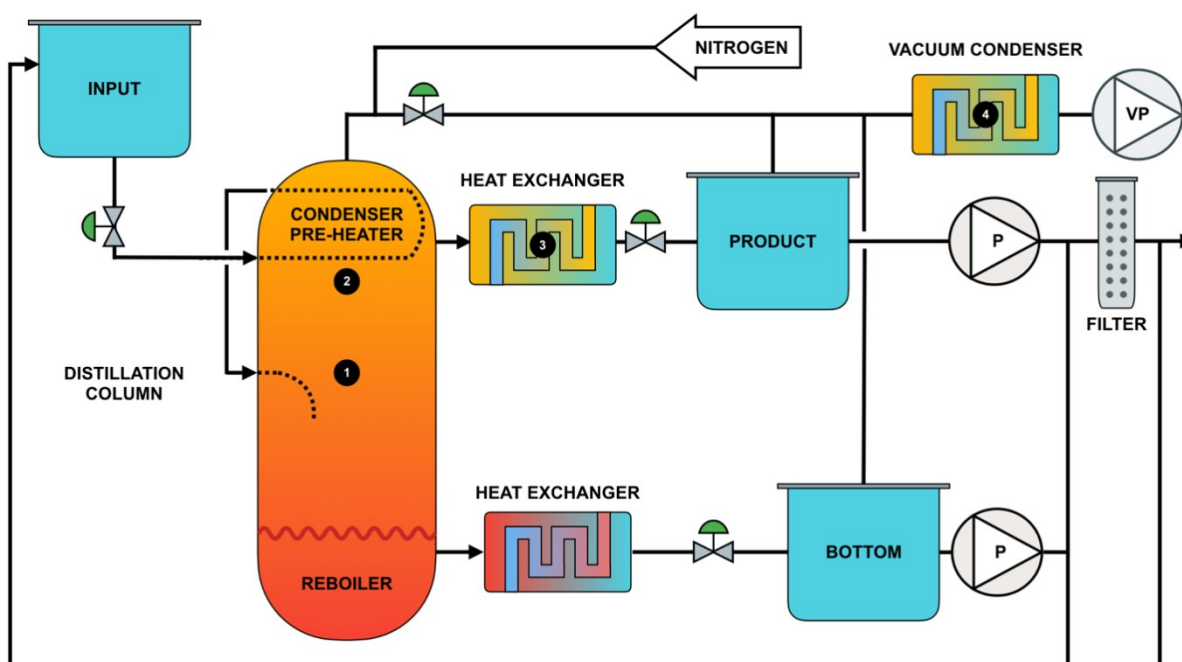 NITROGEN
VACUUM CONDENSER
INPUT
4
VP
HEAT EXCHANGER
CONDENSER
PRE-HEATER
3
PRODUCT
P
2
FILTER
1
DISTILLATION
COLUMN
HEAT EXCHANGER
BOTTOM
P
REBOILER